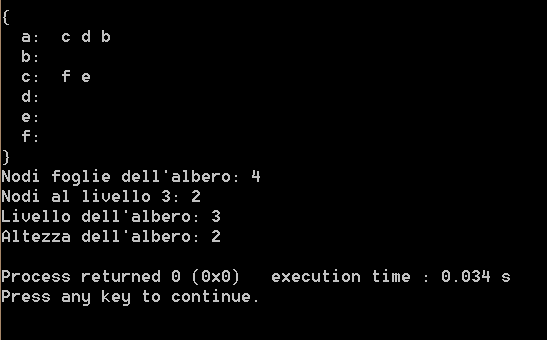 {
  a:  c d b
  b:
  c:  f e
  d:
  e:
  f:
}
Nodi foglie dell'albero: 4
Nodi al livello 3: 2
Livello dell'albero: 3
Altezza dell'albero: 2

Process returned 0 (0x0)   execution time : 0.034 s
Press any key to continue.